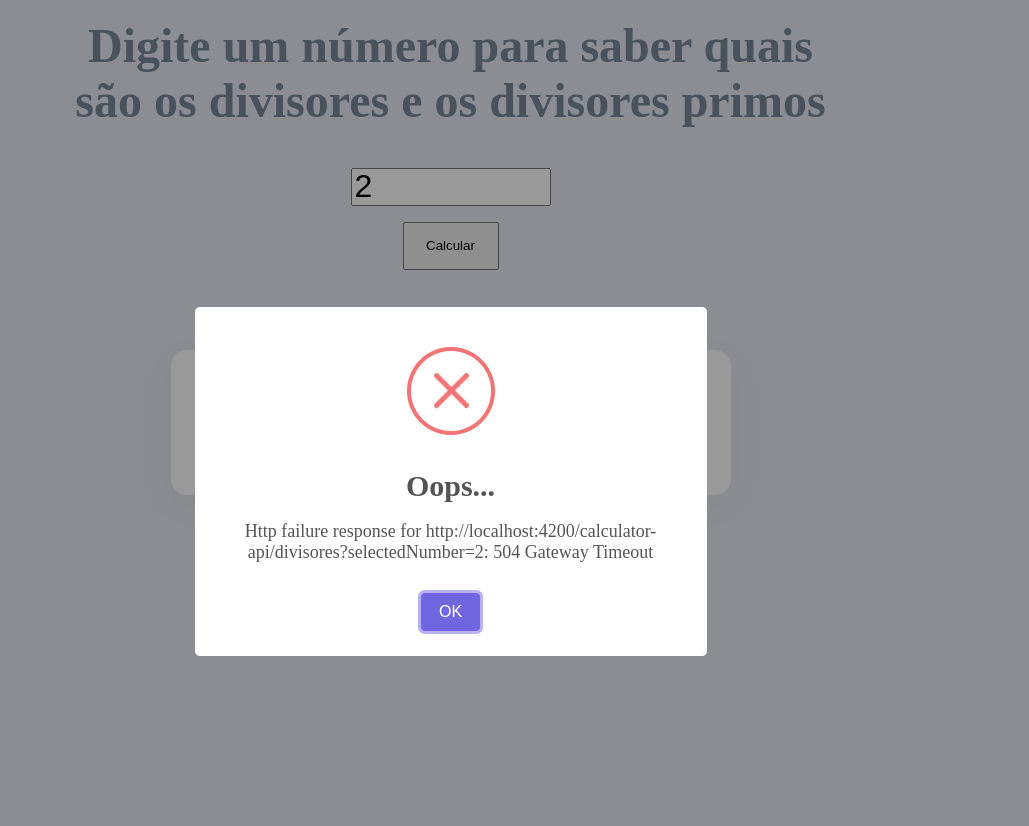 Digite um número para saber quais
são os divisores e os divisores primos
2
Calcular
Oops...
Http failure response for http://localhost:4200/calculator-
api/divisores?selectedNumber=2: 504 Gateway Timeout
OK